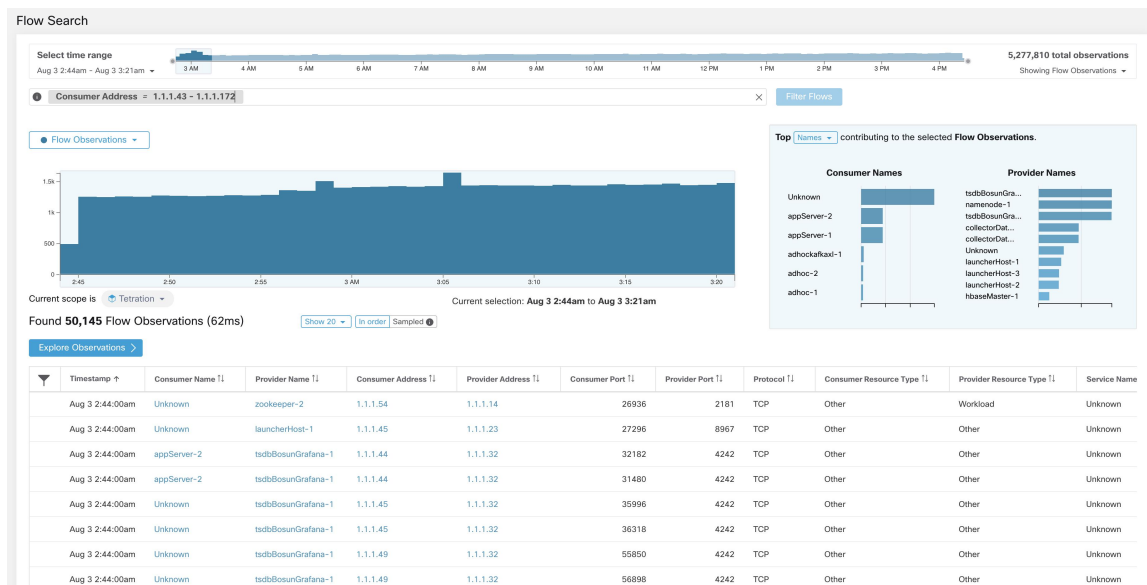 Flow Search
Select time range
Aug 3 2:44am - Aug 3 3:21am
3 AM 4 AM 5 AM 6 AM 7 AM 8 AM 9 AM 10 AM 11 AM 12 PM 1 PM 2 PM 3 PM 4 PM
5,277,810 total observations
Showing Flow Observations
Consumer Address = 1.1.1.43 - 1.1.1.172
Filter Flows
Flow Observations
1.5k
1k
500
0
2:45 2:50 2:55 3 AM 3:05 3:10 3:15 3:20
Top Names contributing to the selected Flow Observations.
Consumer Names
Unknown
appServer-2
appServer-1
adhockafkaxl-1
adhoc-2
adhoc-1
Provider Names
tsdbBosunGra...
namenode-1
tsdbBosunGra...
collectorDat...
collectorDat...
Unknown
launcherHost-1
launcherHost-3
launcherHost-2
hbaseMaster-1
Current scope is Tetration
Current selection: Aug 3 2:44am to Aug 3 3:21am
Found 50,145 Flow Observations (62ms)
Show 20 In order Sampled
Explore Observations
Timestamp Consumer Name Provider Name Consumer Address Provider Address Consumer Port Provider Port Protocol Consumer Resource Type Provider Resource Type Service Name
Aug 3 2:44:00am Unknown zookeeper-2 1.1.1.54 1.1.1.14 26936 2181 TCP Other Workload Unknown
Aug 3 2:44:00am Unknown launcherHost-1 1.1.1.45 1.1.1.23 27296 8967 TCP Other Other Unknown
Aug 3 2:44:00am appServer-2 tsdbBosunGrafana-1 1.1.1.44 1.1.1.32 32182 4242 TCP Other Other Unknown
Aug 3 2:44:00am appServer-2 tsdbBosunGrafana-1 1.1.1.44 1.1.1.32 31480 4242 TCP Other Other Unknown
Aug 3 2:44:00am Unknown tsdbBosunGrafana-1 1.1.1.45 1.1.1.32 35996 4242 TCP Other Other Unknown
Aug 3 2:44:00am Unknown tsdbBosunGrafana-1 1.1.1.45 1.1.1.32 36318 4242 TCP Other Other Unknown
Aug 3 2:44:00am Unknown tsdbBosunGrafana-1 1.1.1.49 1.1.1.32 55850 4242 TCP Other Other Unknown
Aug 3 2:44:00am Unknown tsdbBosunGrafana-1 1.1.1.49 1.1.1.32 56898 4242 TCP Other Other Unknown